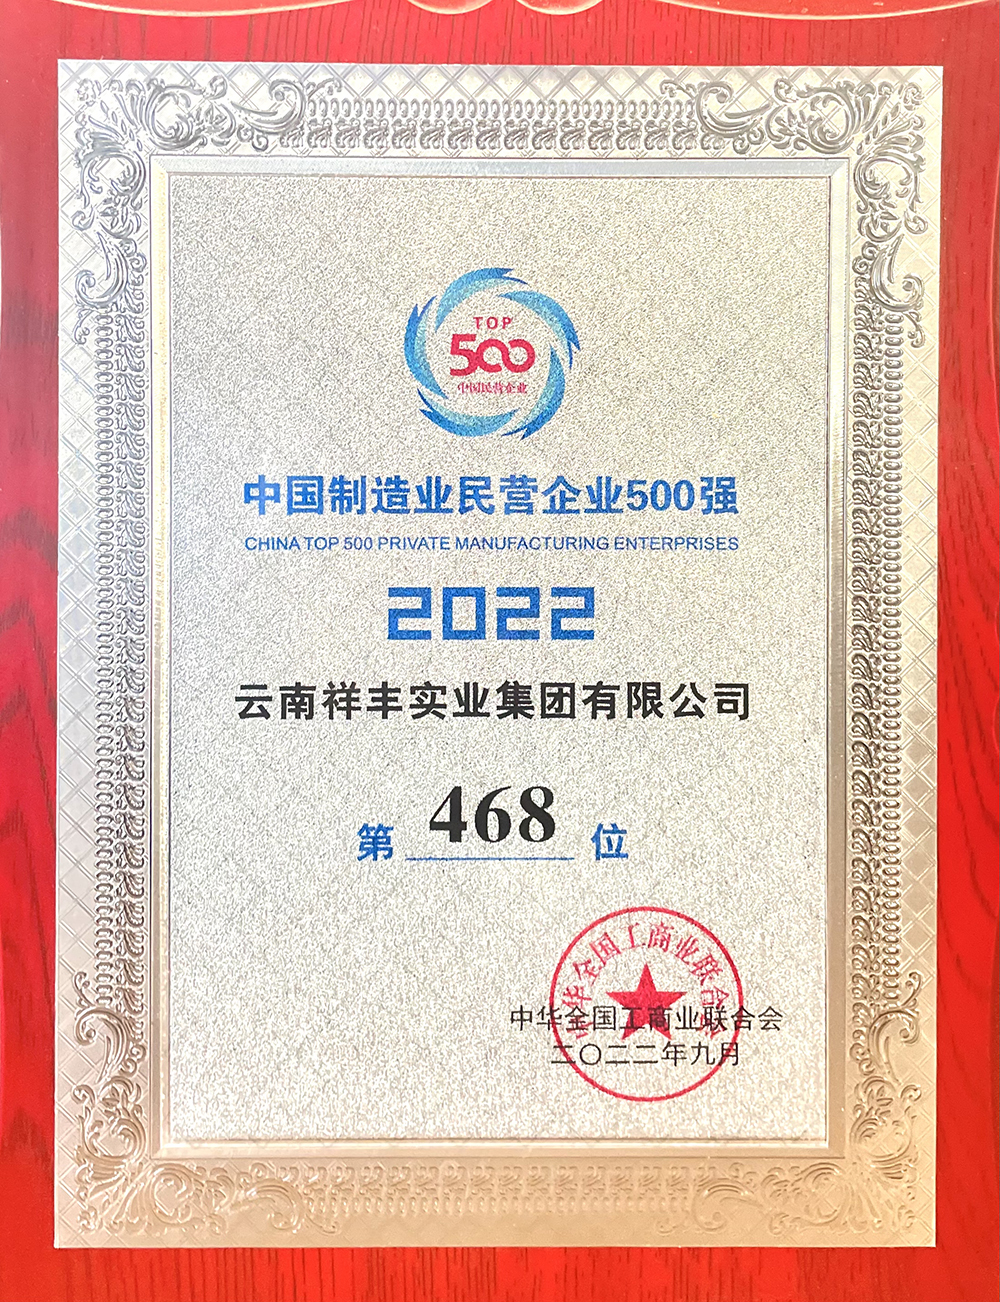 TOP
500
中国民营企业
中国制造业民营企业500强
CHINA TOP 500 PRIVATE MANUFACTURING ENTERPRISES
2022
云南祥丰实业集团有限公司
第 468 位
中华全国工商业联合会
中华全国工商业联合会
二〇二二年九月